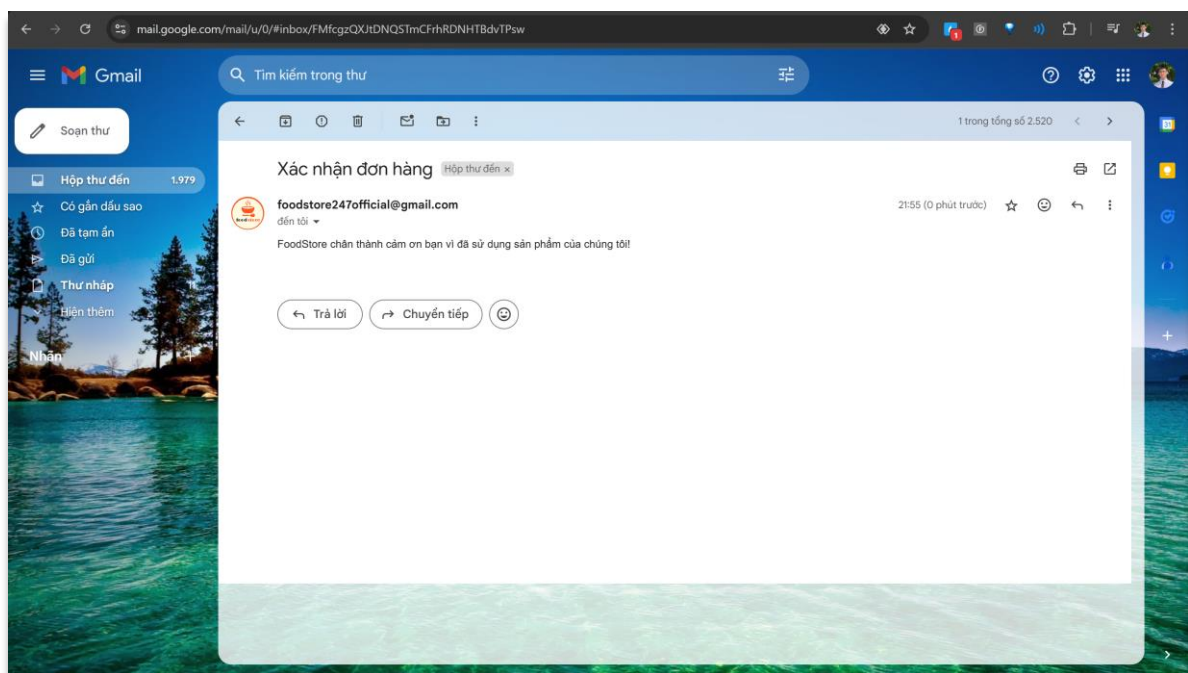 mail.google.com/mail/u/0/#inbox/FMfcgzQXJtDNQSTmCFrhRDNHTBdvTPsw
Gmail
Tìm kiếm trong thư
Soạn thư
1 trong tổng số 2.520
Hộp thư đến 1.979
Có gắn dấu sao
Đã tạm ẩn
Đã gửi
Thư nháp 1
Hiện thêm
Nhãn
Xác nhận đơn hàng Hộp thư đến x
foodstore247official@gmail.com
21:55 (0 phút trước)
đến tôi
FoodStore chân thành cảm ơn bạn vì đã sử dụng sản phẩm của chúng tôi!
Trả lời
Chuyển tiếp